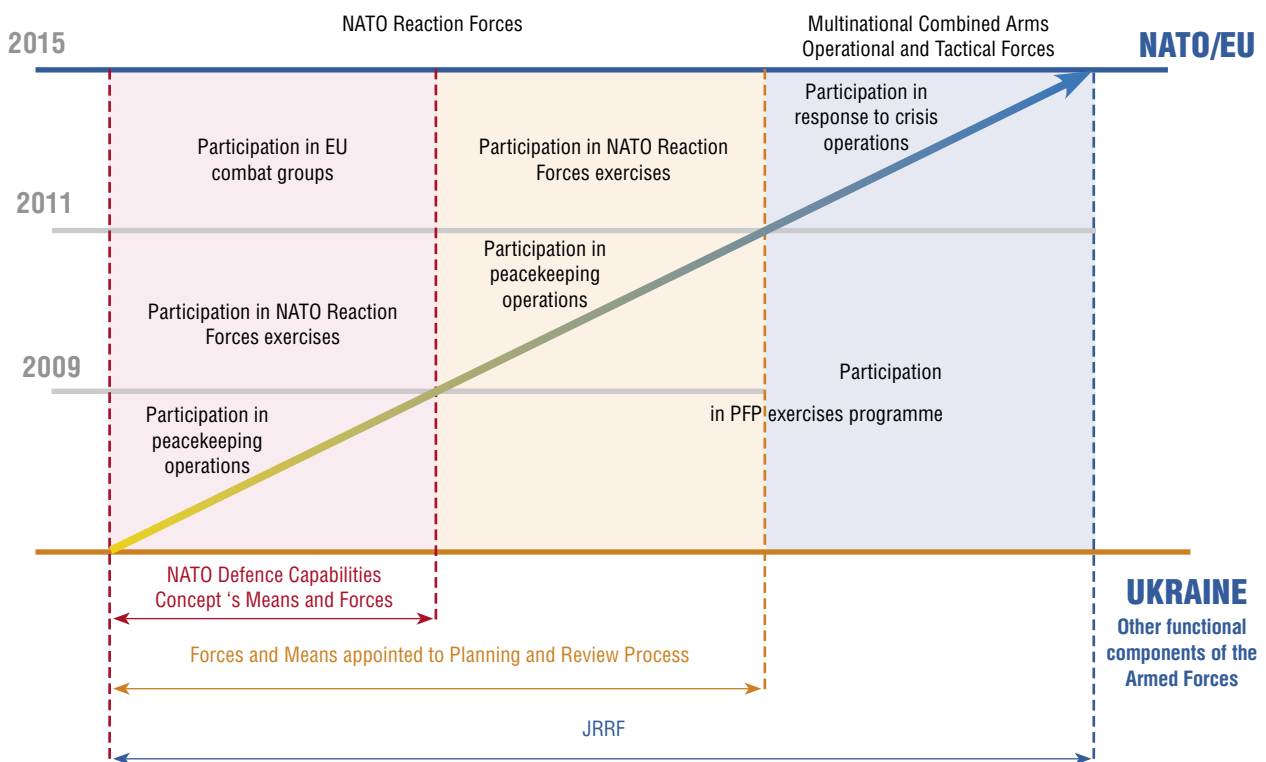 NATO Reaction Forces
Multinational Combined Arms
Operational and Tactical Forces
2015
NATO/EU
Participation in
response to crisis
operations
Participation in EU
combat groups
Participation in NATO Reaction
Forces exercises
2011
Participation in
peacekeeping
operations
Participation in NATO Reaction
Forces exercises
2009
Participation
in PFP exercises programme
Participation in
peacekeeping
operations
NATO Defence Capabilities
Concept ‘s Means and Forces
UKRAINE
Other functional
components of the
Armed Forces
Forces and Means appointed to Planning and Review Process
JRRF